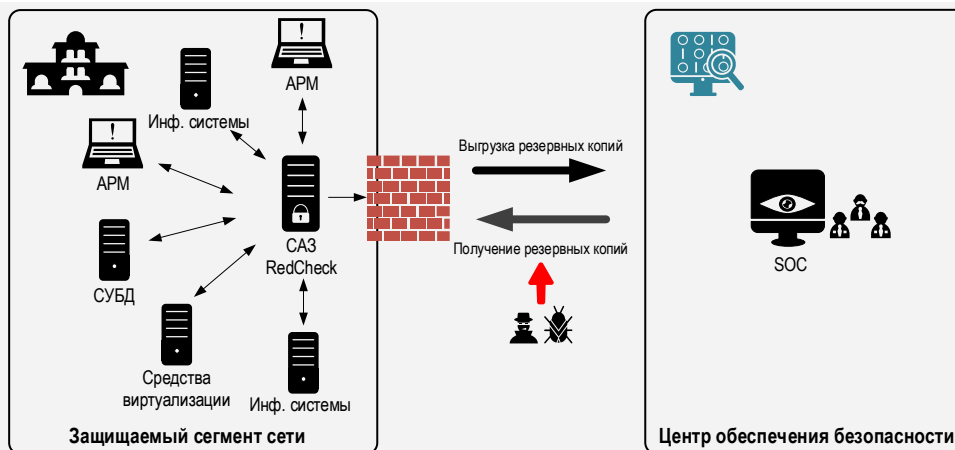 АРМ
Инф. системы
АРМ
СУБД
САЗ
RedCheck
Средства
виртуализации
Инф. системы
Защищаемый сегмент сети
Выгрузка резервных копий
Получение резервных копий
SOC
Центр обеспечения безопасности